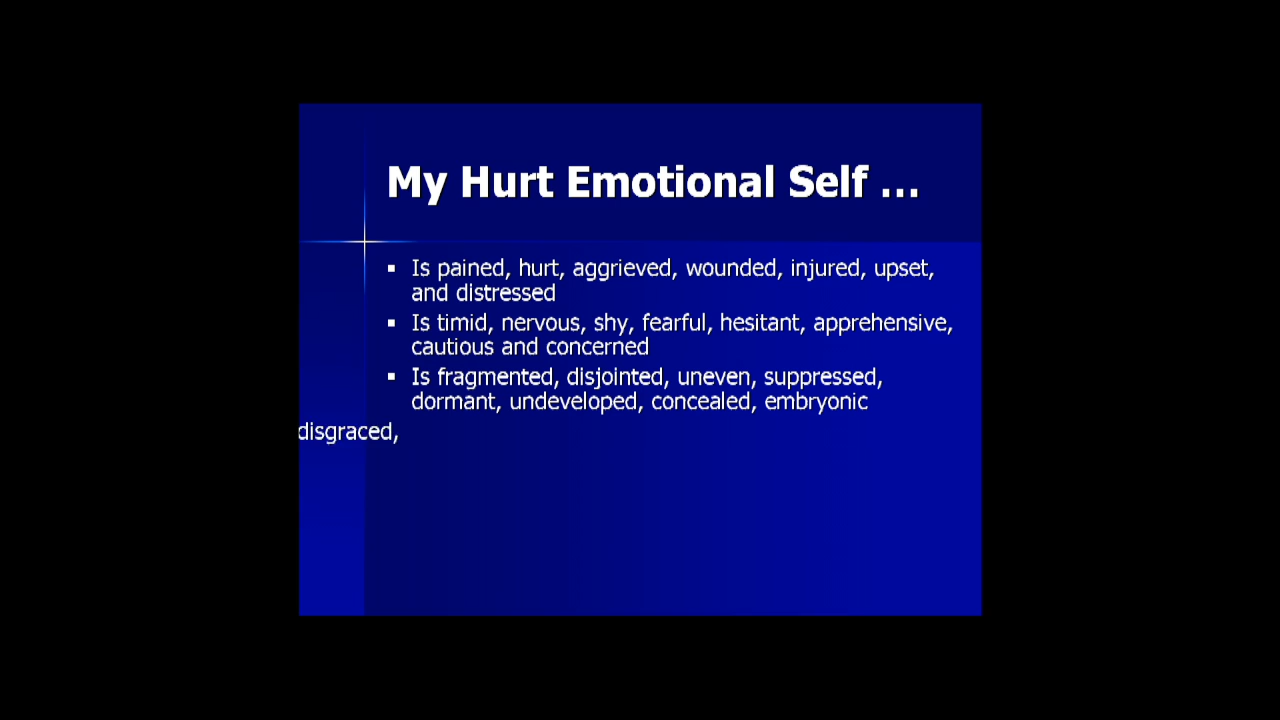 My Hurt Emotional Self ...
▪ Is pained, hurt, aggrieved, wounded, injured, upset,
and distressed
▪ Is timid, nervous, shy, fearful, hesitant, apprehensive,
cautious and concerned
▪ Is fragmented, disjointed, uneven, suppressed,
dormant, undeveloped, concealed, embryonic
disgraced,